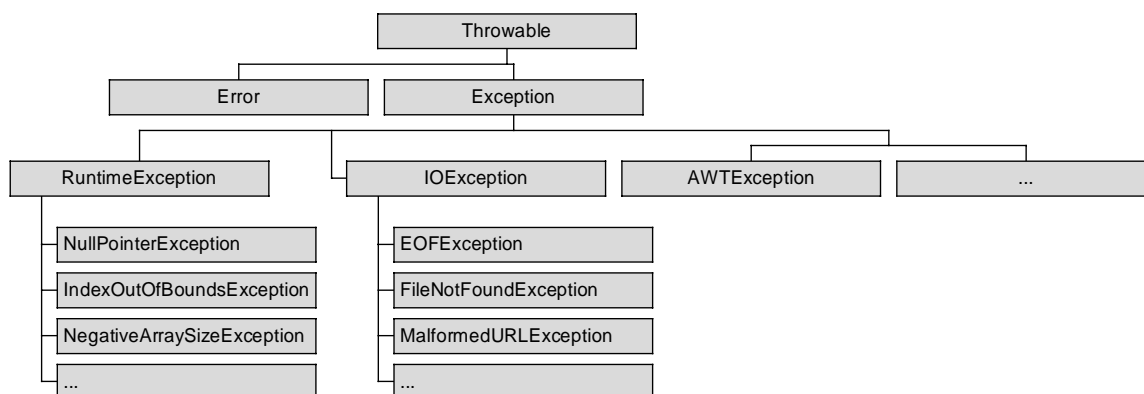 Throwable
Error
Exception
RuntimeException
IOException
AWTException
...
NullPointerException
IndexOutOfBoundsException
NegativeArraySizeException
...
EOFException
FileNotFoundException
MalformedURLException
...